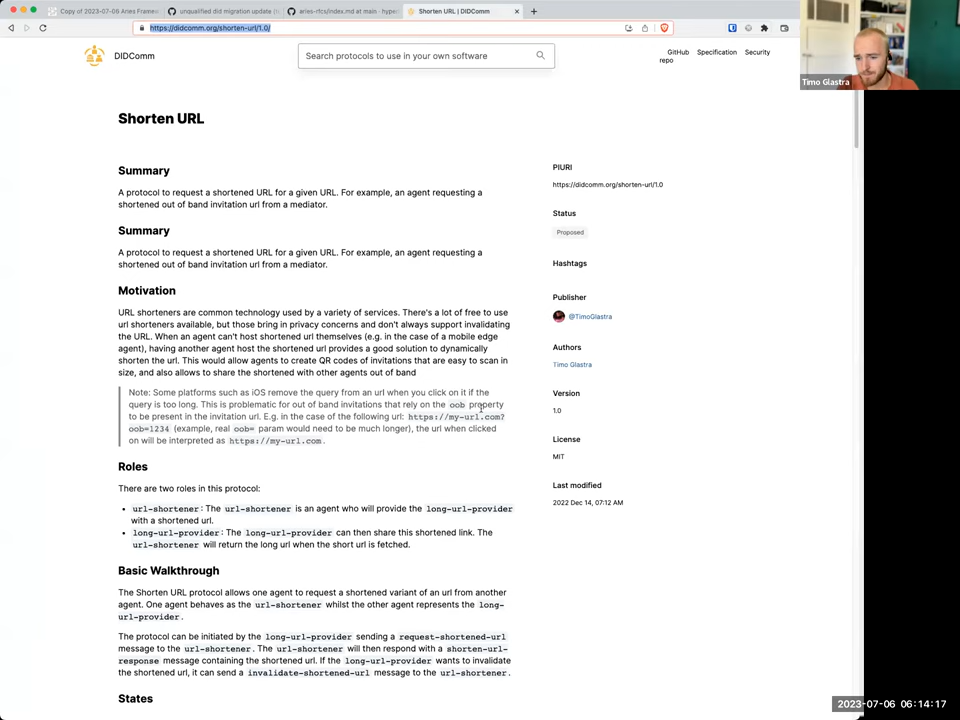 Copy of 2023-07-06 Aries Framew
unqualified did migration update (
aries-rfcs/index.md at main · hype
Shorten URL | DIDComm
https://didcomm.org/shorten-url/1.0/
DIDComm
Search protocols to use in your own software
GitHub repo
Specification
Security
Timo Glastra
Shorten URL
Summary
A protocol to request a shortened URL for a given URL. For example, an agent requesting a
shortened out of band invitation url from a mediator.
Summary
A protocol to request a shortened URL for a given URL. For example, an agent requesting a
shortened out of band invitation url from a mediator.
Motivation
URL shorteners are common technology used by a variety of services. There's a lot of free to use
url shorteners available, but those bring in privacy concerns and don't always support invalidating
the URL. When an agent can't host shortened url themselves (e.g. in the case of a mobile edge
agent), having another agent host the shortened url provides a good solution to dynamically
shorten the url. This would allow agents to create QR codes of invitations that are easy to scan in
size, and also allows to share the shortened with other agents out of band
Note: Some platforms such as iOS remove the query from an url when you click on it if the
query is too long. This is problematic for out of band invitations that rely on the oob property
to be present in the invitation url. E.g. in the case of the following url: https://my-url.com?
oob=1234 (example, real oob= param would need to be much longer), the url when clicked
on will be interpreted as https://my-url.com.
Roles
There are two roles in this protocol:
• url-shortener: The url-shortener is an agent who will provide the long-url-provider
with a shortened url.
• long-url-provider: The long-url-provider can then share this shortened link. The
url-shortener will return the long url when the short url is fetched.
Basic Walkthrough
The Shorten URL protocol allows one agent to request a shortened variant of an url from another
agent. One agent behaves as the url-shortener whilst the other agent represents the long-
url-provider.
The protocol can be initiated by the long-url-provider sending a request-shortened-url
message to the url-shortener. The url-shortener will then respond with a shorten-url-
response message containing the shortened url. If the long-url-provider wants to invalidate
the shortened url, it can send a invalidate-shortened-url message to the url-shortener.
States
PIURI
https://didcomm.org/shorten-url/1.0
Status
Proposed
Hashtags
Publisher
@TimoGlastra
Authors
Timo Glastra
Version
1.0
License
MIT
Last modified
2022 Dec 14, 07:12 AM
2023-07-06 06:14:17